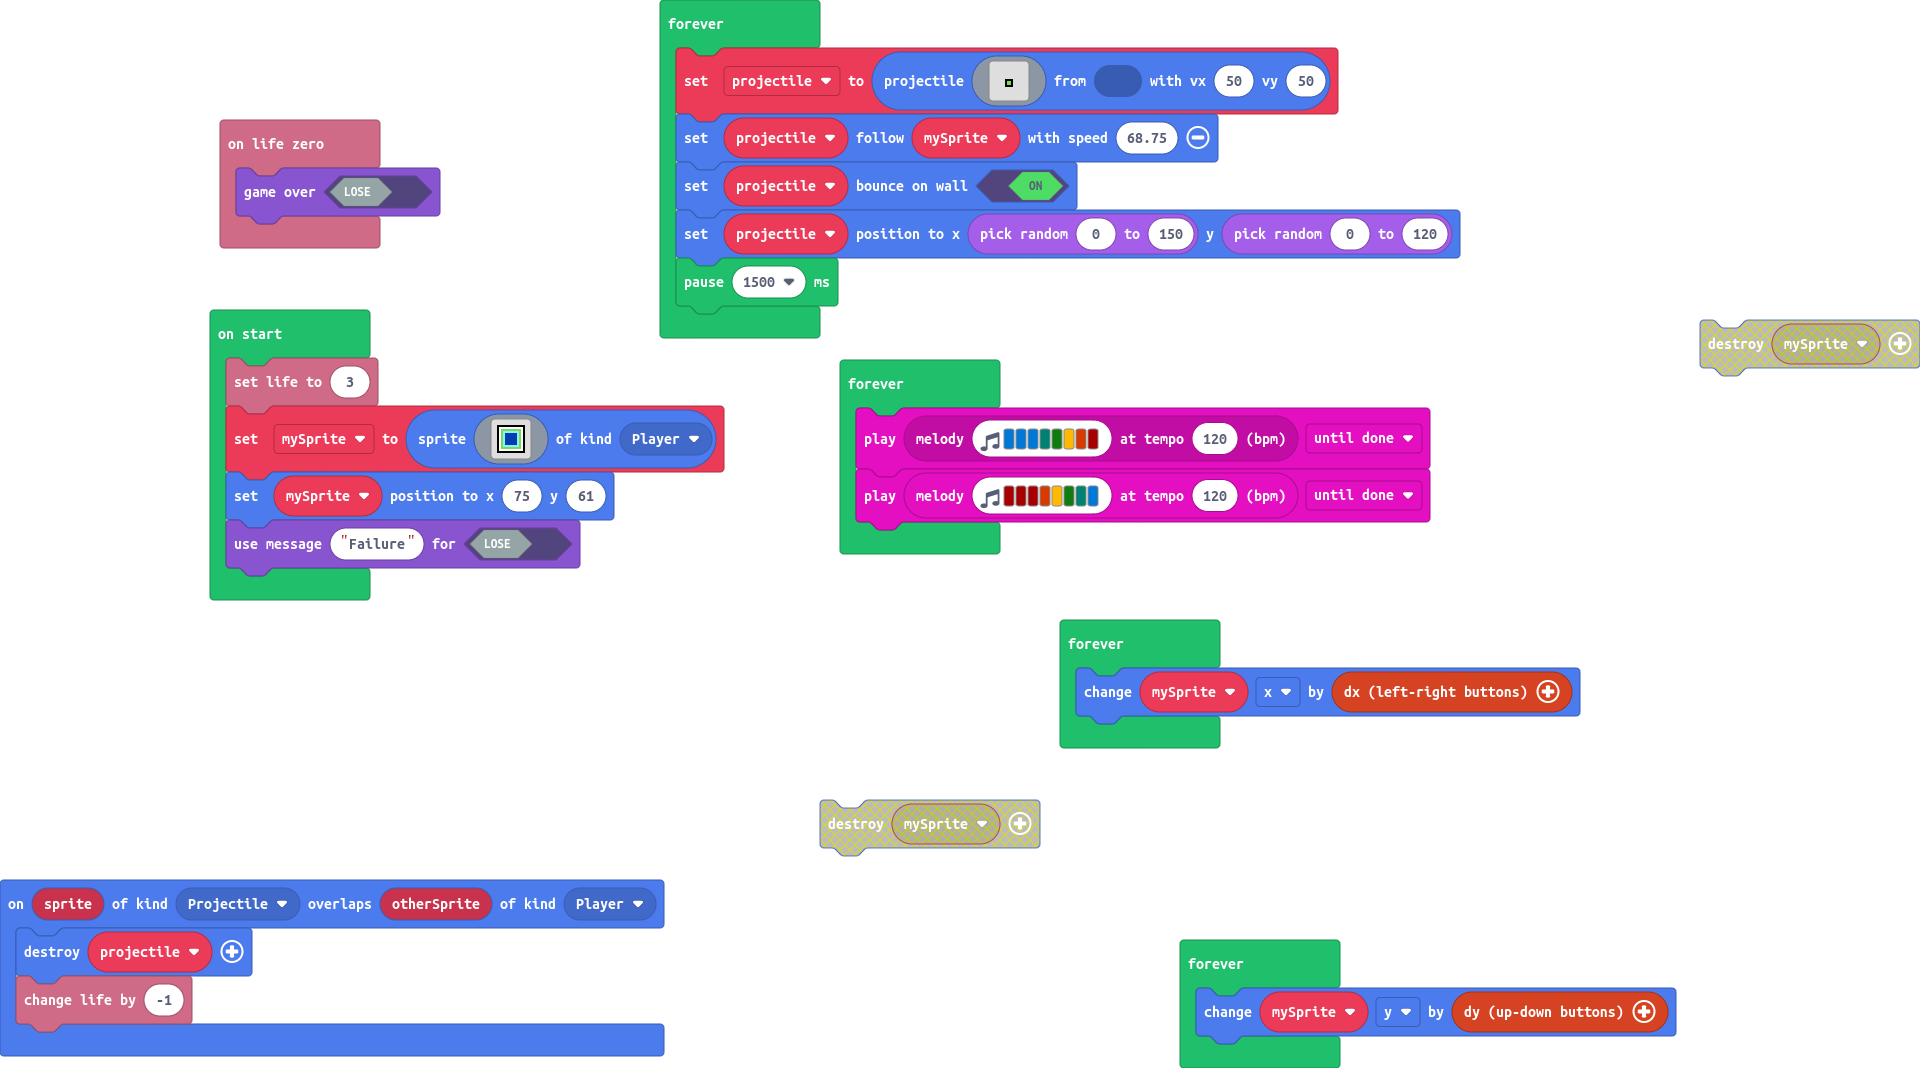 forever
set projectile to projectile from with vx 50 vy 50
set projectile follow mySprite with speed 68.75
set projectile bounce on wall ON
set projectile position to x pick random 0 to 150 y pick random 0 to 120
pause 1500 ms
on life zero
game over LOSE
on start
set life to 3
set mySprite to sprite of kind Player
set mySprite position to x 75 y 61
use message "Failure" for LOSE
destroy mySprite
forever
play melody at tempo 120 (bpm) until done
play melody at tempo 120 (bpm) until done
forever
change mySprite x by dx (left-right buttons)
destroy mySprite
on sprite of kind Projectile overlaps otherSprite of kind Player
destroy projectile
change life by -1
forever
change mySprite y by dy (up-down buttons)